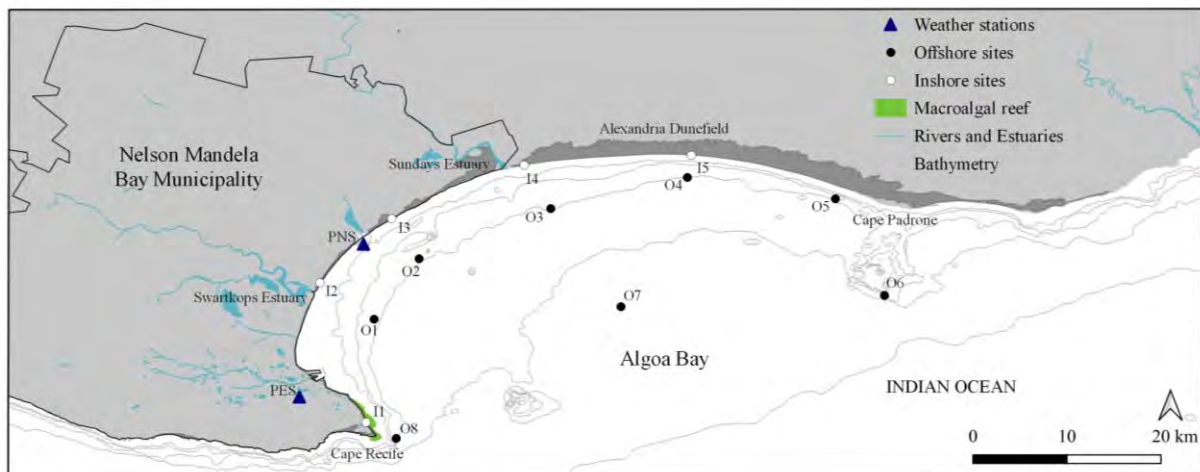 Weather stations
Offshore sites
Inshore sites
Macroalgal reef
Rivers and Estuaries
Bathymetry
Alexandria Dunefield
Nelson Mandela
Bay Municipality
Sundays Estuary
I4
I5
O4
O5
O3
Cape Padrone
I3
PNS
O2
I2
Swartkops Estuary
O6
O7
O1
Algoa Bay
INDIAN OCEAN
PES
I1
O8
Cape Recife
0 10 20 km